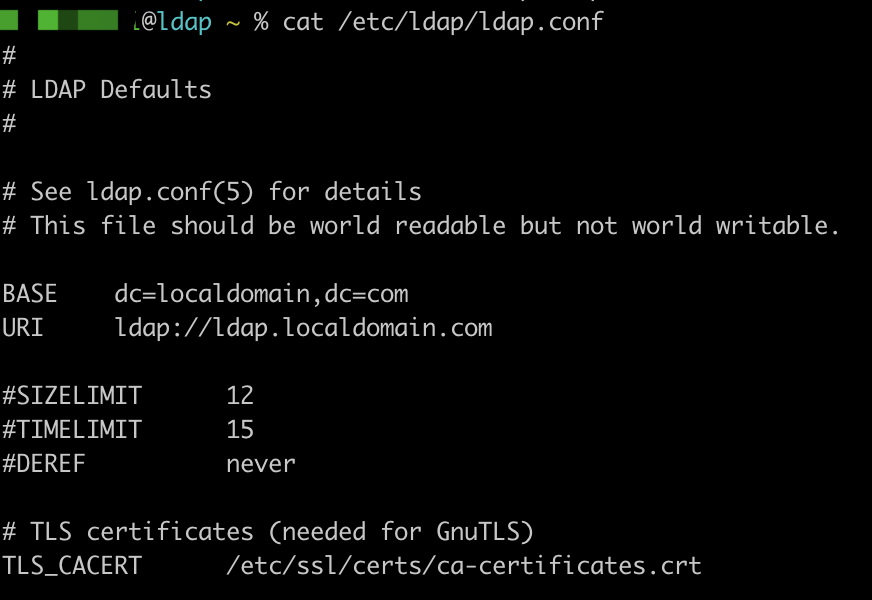 @ldap ~ % cat /etc/ldap/ldap.conf
#
# LDAP Defaults
#
# See ldap.conf(5) for details
# This file should be world readable but not world writable.
BASE    dc=localdomain,dc=com
URI     ldap://ldap.localdomain.com
#SIZELIMIT      12
#TIMELIMIT      15
#DEREF          never
# TLS certificates (needed for GnuTLS)
TLS_CACERT      /etc/ssl/certs/ca-certificates.crt